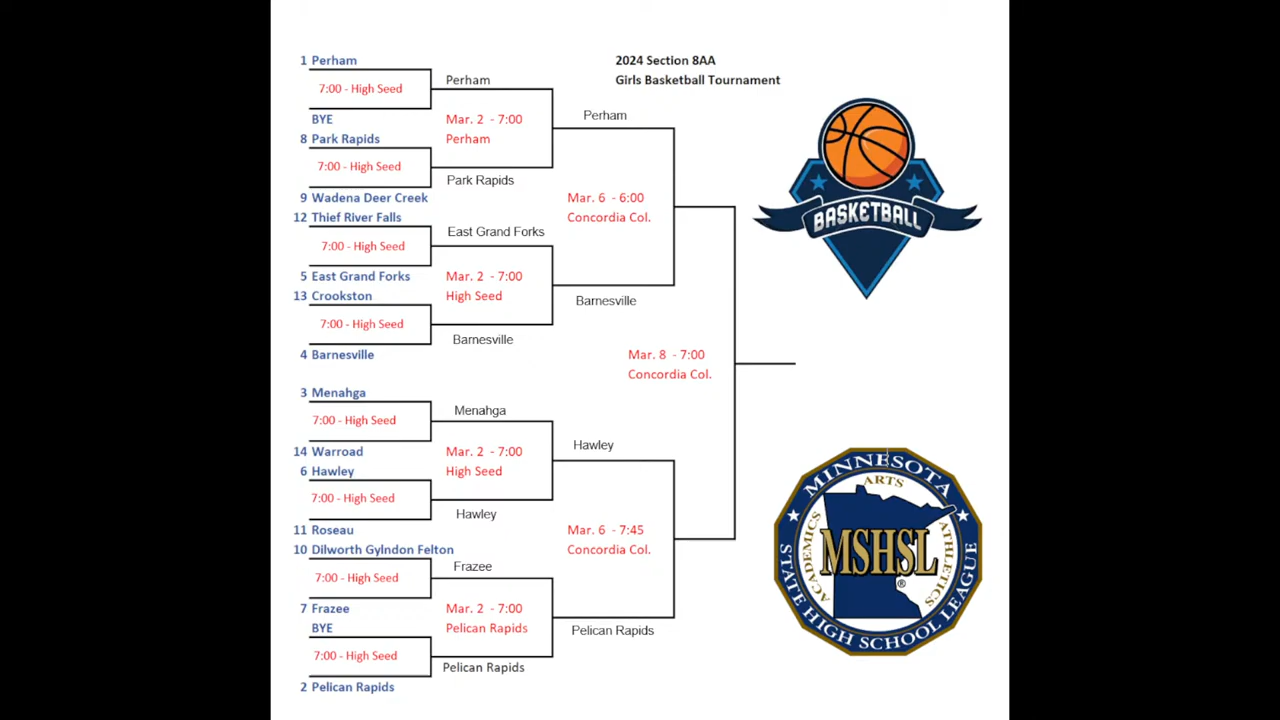 2024 Section 8AA
Girls Basketball Tournament
1 Perham
7:00 - High Seed
BYE
8 Park Rapids
7:00 - High Seed
9 Wadena Deer Creek
12 Thief River Falls
7:00 - High Seed
5 East Grand Forks
13 Crookston
7:00 - High Seed
4 Barnesville
3 Menahga
7:00 - High Seed
14 Warroad
6 Hawley
7:00 - High Seed
11 Roseau
10 Dilworth Gylndon Felton
7:00 - High Seed
7 Frazee
BYE
7:00 - High Seed
2 Pelican Rapids
Perham
Mar. 2 - 7:00
Perham
Park Rapids
East Grand Forks
Mar. 2 - 7:00
High Seed
Barnesville
Menahga
Mar. 2 - 7:00
High Seed
Hawley
Frazee
Mar. 2 - 7:00
Pelican Rapids
Pelican Rapids
Perham
Mar. 6 - 6:00
Concordia Col.
Barnesville
Hawley
Mar. 6 - 7:45
Concordia Col.
Pelican Rapids
Mar. 8 - 7:00
Concordia Col.
BASKETBALL
MINNESOTA
ARTS
ACADEMICS
ATHLETICS
MSHSL
®
STATE HIGH SCHOOL LEAGUE